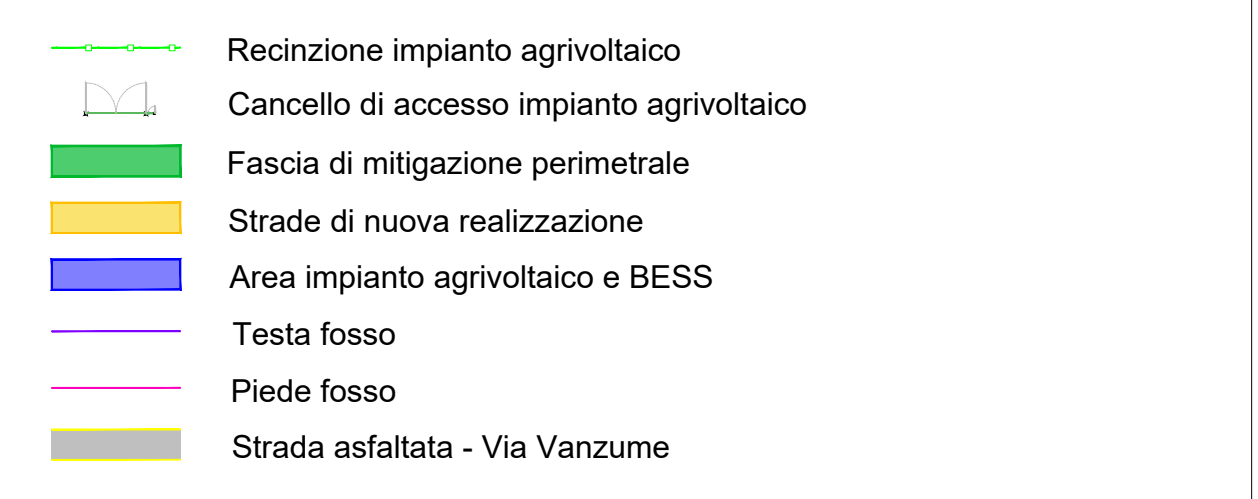 Recinzione impianto agrivoltaico
Cancello di accesso impianto agrivoltaico
Fascia di mitigazione perimetrale
Strade di nuova realizzazione
Area impianto agrivoltaico e BESS
Testa fosso
Piede fosso
Strada asfaltata - Via Vanzume